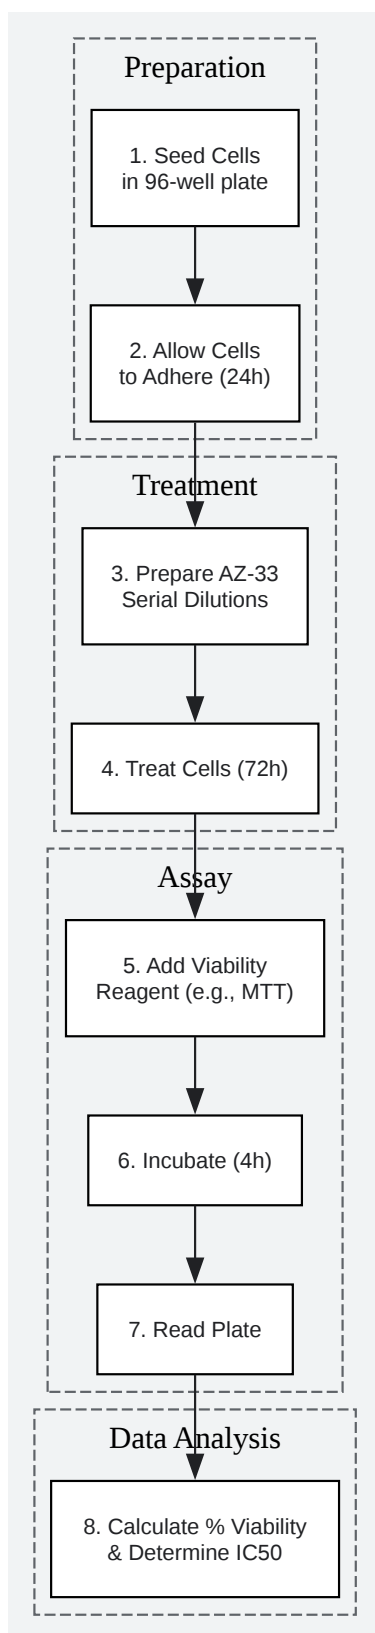 Preparation
1. Seed Cells
in 96-well plate
2. Allow Cells
to Adhere (24h)
Treatment
3. Prepare AZ-33
Serial Dilutions
4. Treat Cells (72h)
Assay
5. Add Viability
Reagent (e.g., MTT)
6. Incubate (4h)
7. Read Plate
Data Analysis
8. Calculate % Viability
& Determine IC50